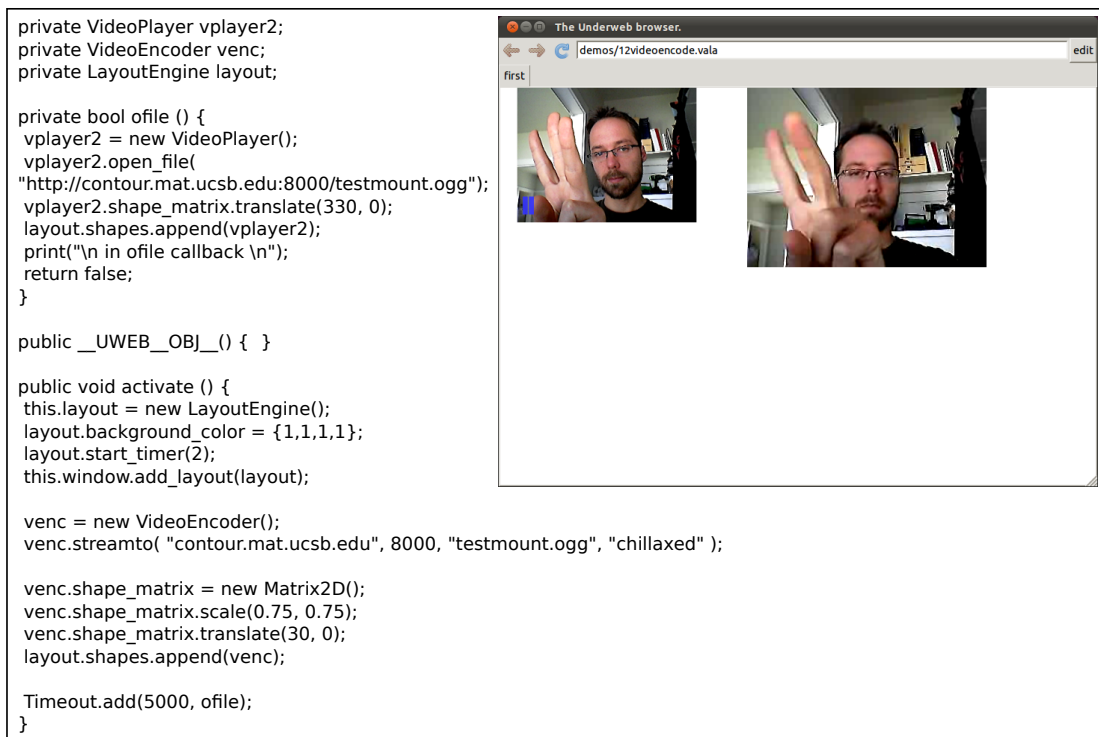 private VideoPlayer vplayer2;
private VideoEncoder venc;
private LayoutEngine layout;
private bool ofile () {
vplayer2 = new VideoPlayer();
vplayer2.open_file(
"http://contour.mat.ucsb.edu:8000/testmount.ogg");
vplayer2.shape_matrix.translate(330, 0);
layout.shapes.append(vplayer2);
print("\n in ofile callback \n");
return false;
}
public __UWEB__OBJ__() { }
public void activate () {
this.layout = new LayoutEngine();
layout.background_color = {1,1,1,1};
layout.start_timer(2);
this.window.add_layout(layout);
venc = new VideoEncoder();
venc.streamto( "contour.mat.ucsb.edu", 8000, "testmount.ogg", "chillaxed" );
venc.shape_matrix = new Matrix2D();
venc.shape_matrix.scale(0.75, 0.75);
venc.shape_matrix.translate(30, 0);
layout.shapes.append(venc);
Timeout.add(5000, ofile);
}
The Underweb browser.
demos/12videoencode.vala
edit
first